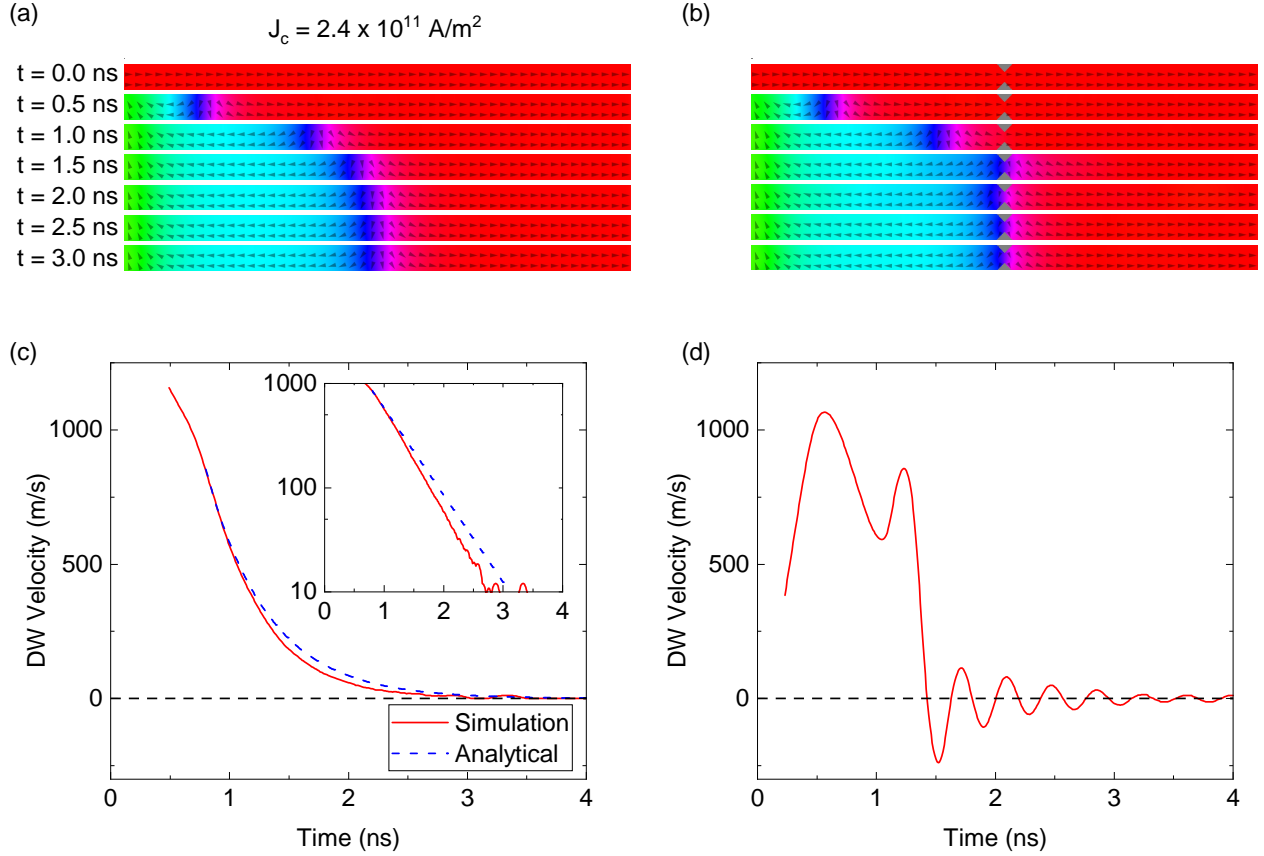 (a)
(b)
J_c = 2.4 x 10^11 A/m^2
t = 0.0 ns
t = 0.5 ns
t = 1.0 ns
t = 1.5 ns
t = 2.0 ns
t = 2.5 ns
t = 3.0 ns
(c)
1000
500
0
DW Velocity (m/s)
1000
100
10
0 1 2 3 4
Simulation
Analytical
0 1 2 3 4
Time (ns)
(d)
1000
500
0
DW Velocity (m/s)
0 1 2 3 4
Time (ns)